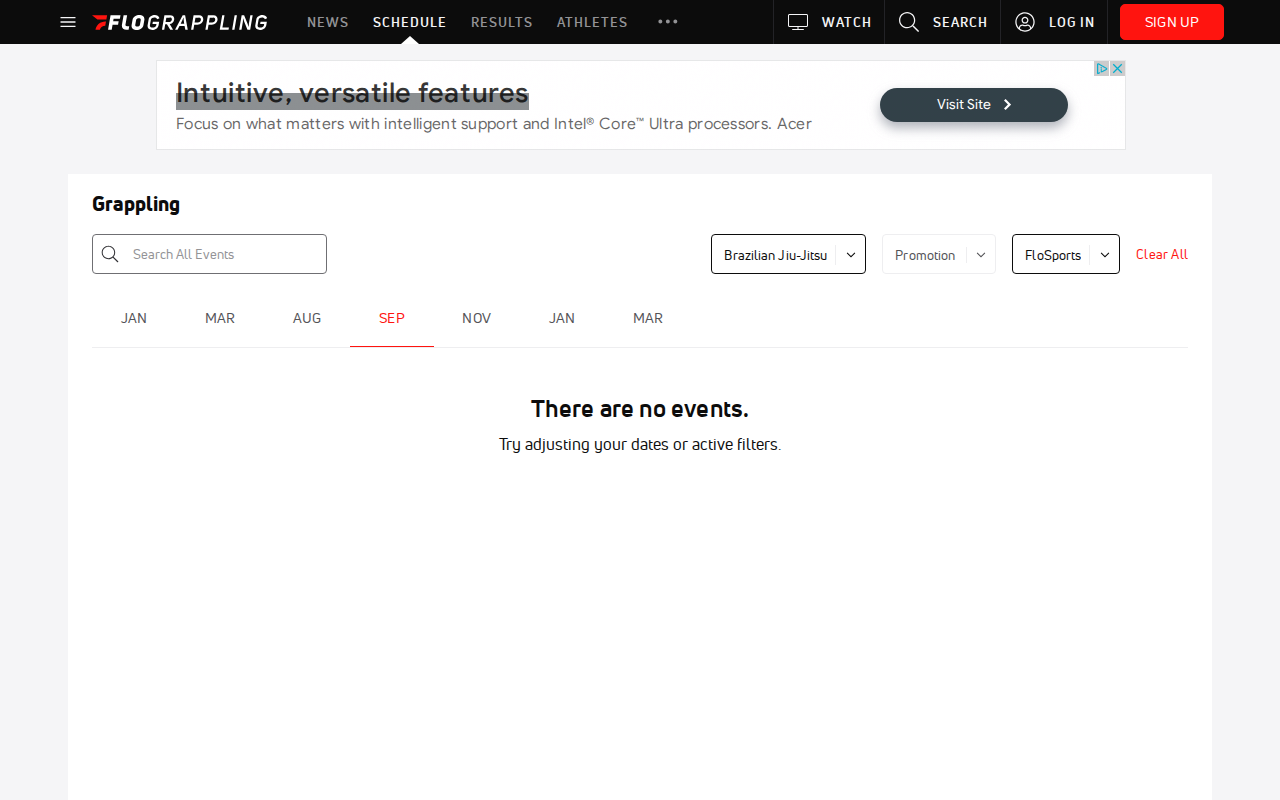 FLOGRAPPLING NEWS SCHEDULE RESULTS ATHLETES WATCH SEARCH LOG IN SIGN UP
Intuitive, versatile features
Focus on what matters with intelligent support and Intel® Core™ Ultra processors. Acer
Visit Site
Grappling
Search All Events Brazilian Jiu-Jitsu Promotion FloSports Clear All
JAN MAR AUG SEP NOV JAN MAR
There are no events.
Try adjusting your dates or active filters.